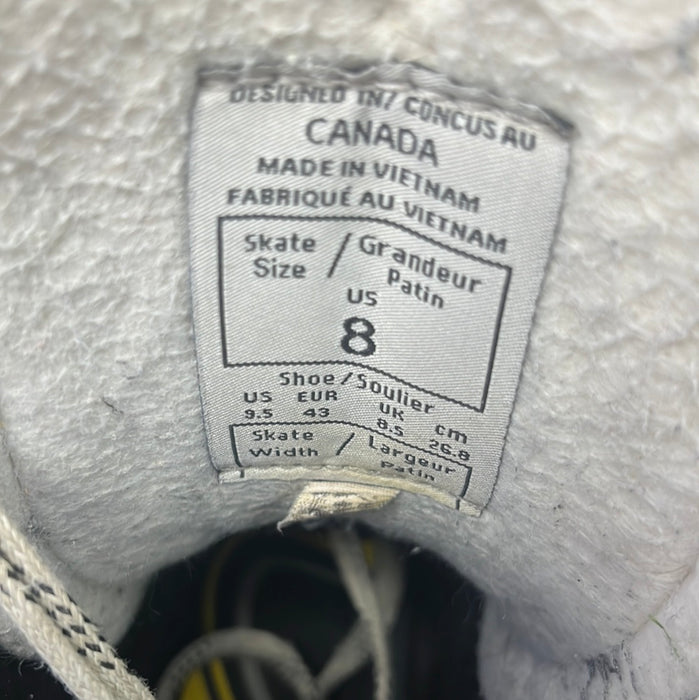 DESIGNED IN/ CONCUS AU
CANADA
MADE IN VIETNAM
FABRIQUÉ AU VIETNAM
Skate Size / Grandeur Patin
US
8
Shoe / Soulier
US EUR UK cm
9.5 43 8.5 26.8
Skate Width / Largeur Patin